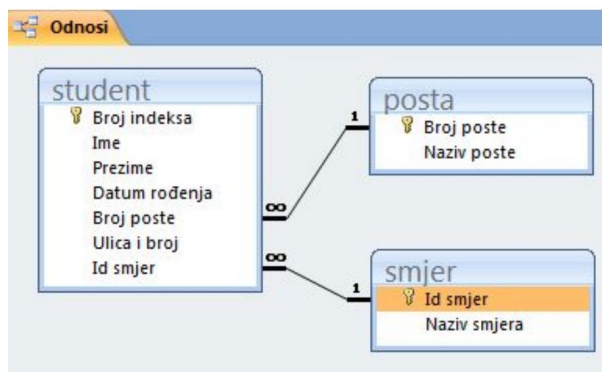 Odnosi
student
Broj indeksa
Ime
Prezime
Datum rođenja
Broj poste
Ulica i broj
Id smjer
∞
∞
1
posta
Broj poste
Naziv poste
1
smjer
Id smjer
Naziv smjera